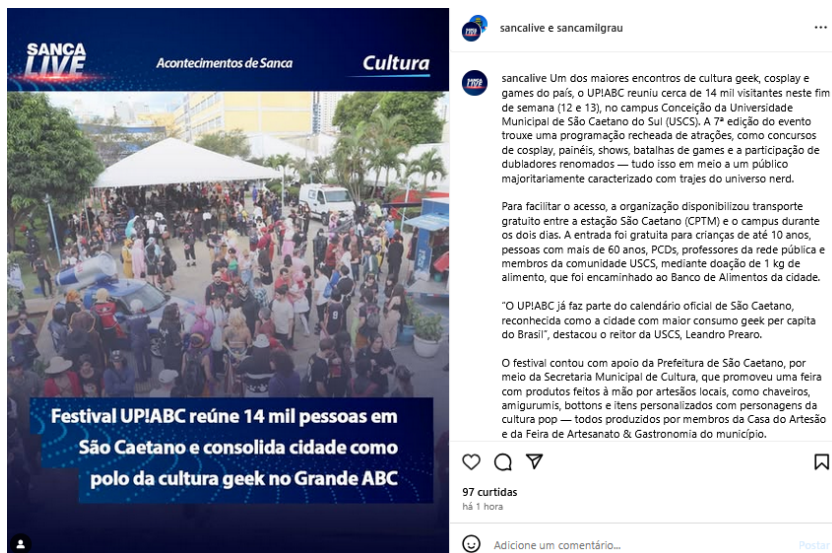 SANCA
LIVE
Acontecimentos de Sanca
Cultura
Festival UP!ABC reúne 14 mil pessoas em
São Caetano e consolida cidade como
polo da cultura geek no Grande ABC
sancalive e sancamilgrau
sancalive Um dos maiores encontros de cultura geek, cosplay e
games do país, o UP!ABC reuniu cerca de 14 mil visitantes neste fim
de semana (12 e 13), no campus Conceição da Universidade
Municipal de São Caetano do Sul (USCS). A 7ª edição do evento
trouxe uma programação recheada de atrações, como concursos
de cosplay, painéis, shows, batalhas de games e a participação de
dubladores renomados — tudo isso em meio a um público
majoritariamente caracterizado com trajes do universo nerd.
Para facilitar o acesso, a organização disponibilizou transporte
gratuito entre a estação São Caetano (CPTM) e o campus durante
os dois dias. A entrada foi gratuita para crianças de até 10 anos,
pessoas com mais de 60 anos, PCDs, professores da rede pública e
membros da comunidade USCS, mediante doação de 1 kg de
alimento, que foi encaminhado ao Banco de Alimentos da cidade.
"O UP!ABC já faz parte do calendário oficial de São Caetano,
reconhecida como a cidade com maior consumo geek per capita
do Brasil", destacou o reitor da USCS, Leandro Prearo.
O festival contou com apoio da Prefeitura de São Caetano, por
meio da Secretaria Municipal de Cultura, que promoveu uma feira
com produtos feitos à mão por artesãos locais, como chaveiros,
amigurumis, bottons e itens personalizados com personagens da
cultura pop — todos produzidos por membros da Casa do Artesão
e da Feira de Artesanato & Gastronomia do município.
97 curtidas
há 1 hora
Adicione um comentário...
Postar